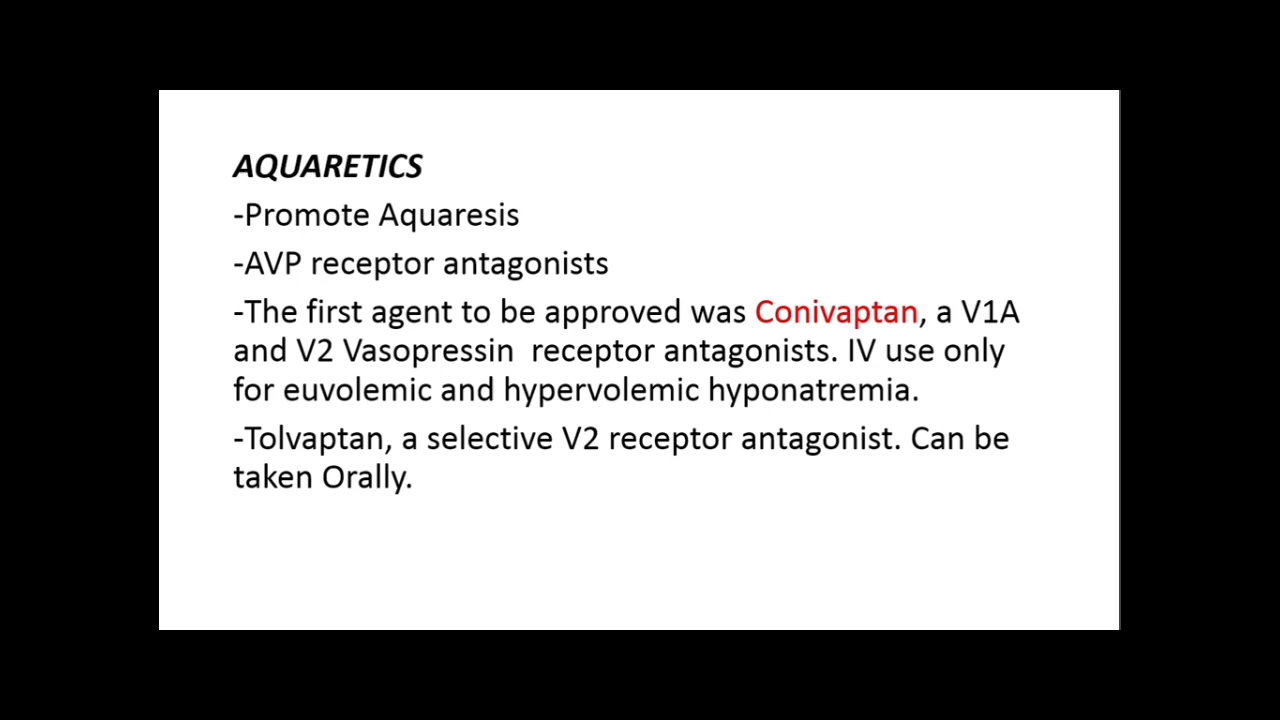 AQUARETICS
-Promote Aquaresis
-AVP receptor antagonists
-The first agent to be approved was Conivaptan, a V1A
and V2 Vasopressin  receptor antagonists. IV use only
for euvolemic and hypervolemic hyponatremia.
-Tolvaptan, a selective V2 receptor antagonist. Can be
taken Orally.